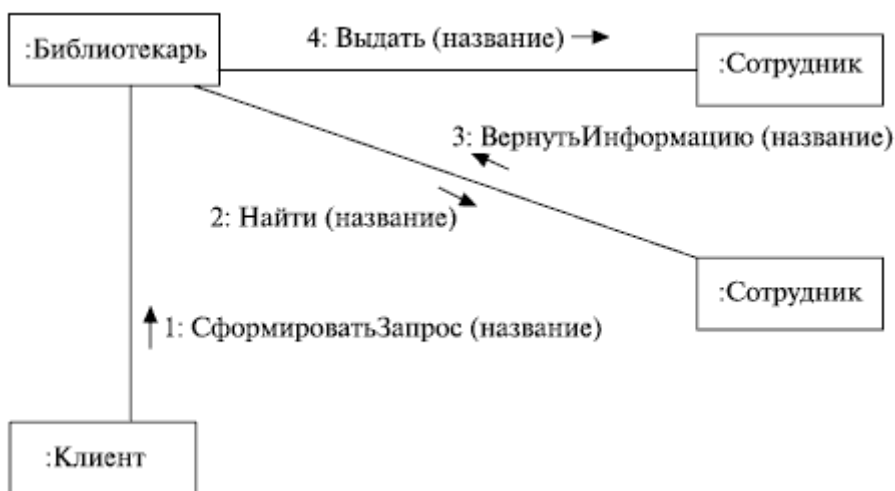 4: Выдать (название)
:Библиотекарь
:Сотрудник
3: ВернутьИнформацию (название)
2: Найти (название)
:Сотрудник
1: СформироватьЗапрос (название)
:Клиент